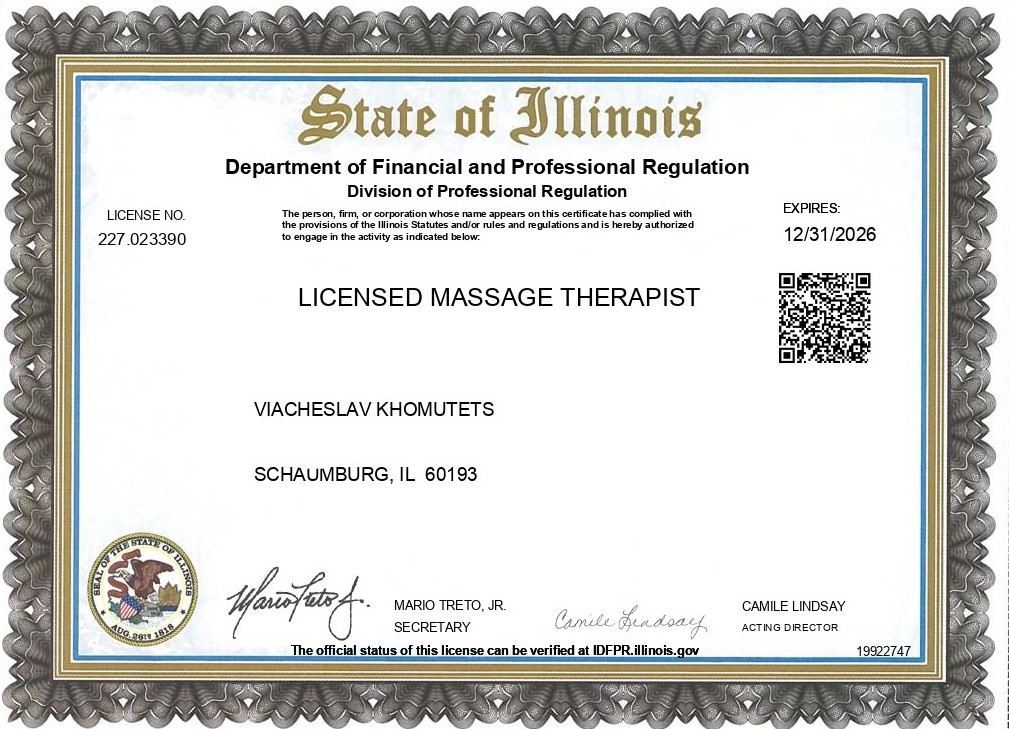 State of Illinois
Department of Financial and Professional Regulation
Division of Professional Regulation
LICENSE NO.
227.023390
The person, firm, or corporation whose name appears on this certificate has complied with
the provisions of the Illinois Statutes and/or rules and regulations and is hereby authorized
to engage in the activity as indicated below:
EXPIRES:
12/31/2026
LICENSED MASSAGE THERAPIST
VIACHESLAV KHOMUTETS
SCHAUMBURG, IL 60193
SEAL OF THE STATE OF ILLINOIS
AUG. 26TH 1818
Mario Treto Jr.
MARIO TRETO, JR.
SECRETARY
Camile Lindsay
CAMILE LINDSAY
ACTING DIRECTOR
The official status of this license can be verified at IDFPR.illinois.gov
19922747